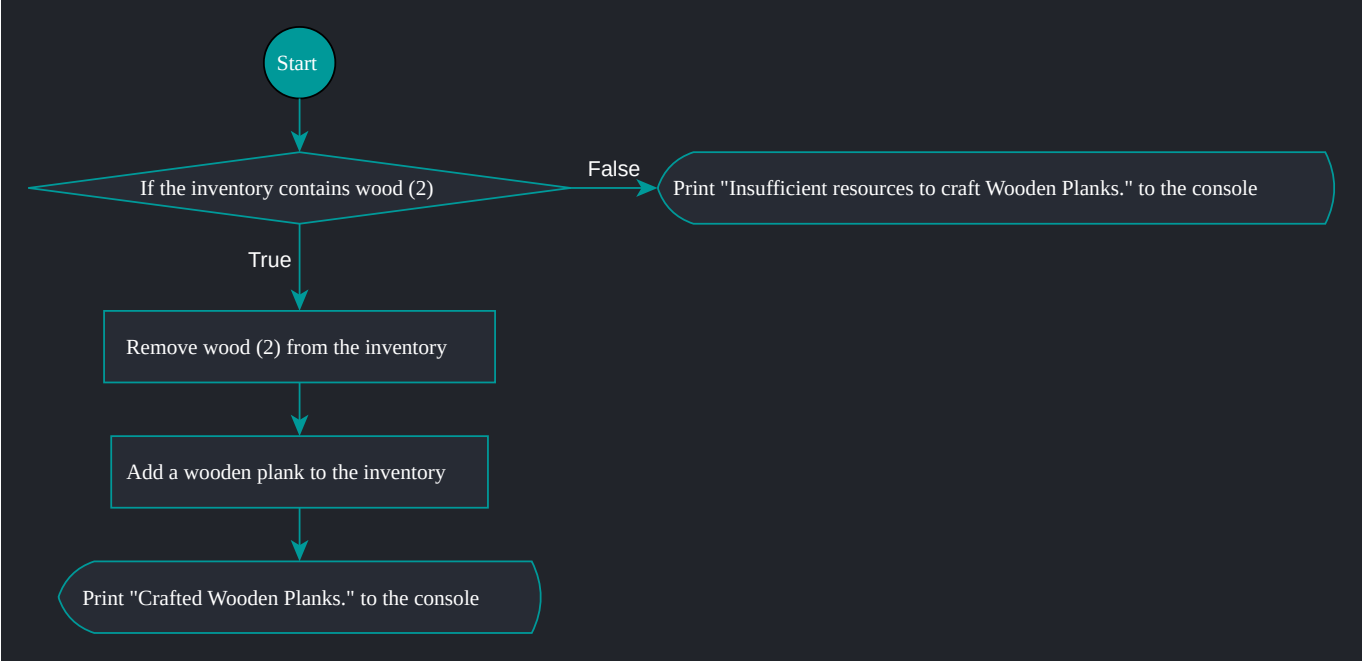 Start
If the inventory contains wood (2)
False
Print "Insufficient resources to craft Wooden Planks." to the console
True
Remove wood (2) from the inventory
Add a wooden plank to the inventory
Print "Crafted Wooden Planks." to the console